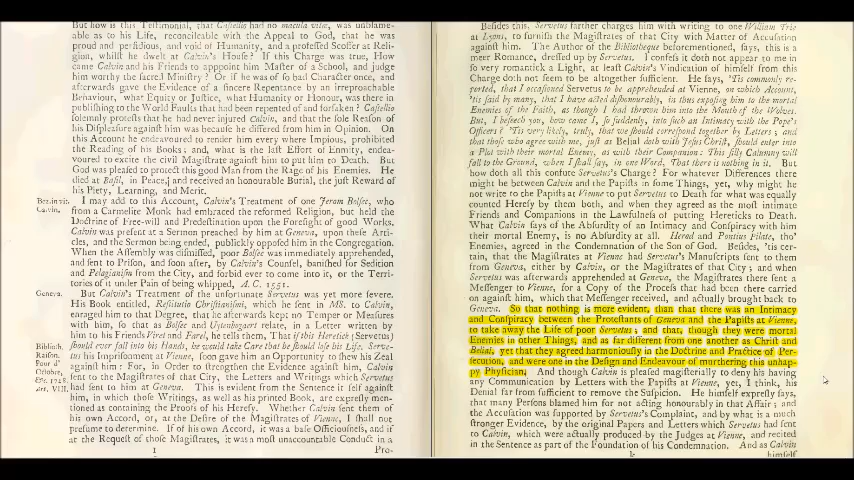 But how is this Testimonial, that Castellio had no macula vitæ, was unblame-
able as to his Life, reconcileable with the Appeal to God, that he was
proud and perfidious, and void of Humanity, and a professed Scoffer at Reli-
gion, whilst he dwelt at Calvin's House? If this Charge was true, How
came Calvin and his Friends to appoint him Master of a School, and judge
him worthy the sacred Ministry? Or if he was of so bad Character once, and
afterwards gave the Evidence of a sincere Repentance by an irreproachable
Behaviour, what Equity or Justice, what Humanity or Honour, was there in
publishing to the World Faults that had been repented of and forsaken? Castellio
solemnly protests that he had never injured Calvin, and that the sole Reason of
his Displeasure against him was because he differed from him in Opinion. On
this Account he endeavoured to render him every where Impious, prohibited
the Reading of his Books; and, what is the last Effort of Enmity, endea-
voured to excite the civil Magistrate against him to put him to Death. But
God was pleased to protect this good Man from the Rage of his Enemies. He
died at Basil, in Peace, and received an honourable Burial, the just Reward of
his Piety, Learning, and Merit.
Bez. in vit.
Calvin.
I may add to this Account, Calvin's Treatment of one Jerom Bolsec, who
from a Carmelite Monk had embraced the reformed Religion, but held the
Doctrine of Free-will and Predestination upon the Foresight of good Works.
Calvin was present at a Sermon preached by him at Geneva, upon these Arti-
cles, and the Sermon being ended, publickly opposed him in the Congregation.
When the Assembly was dismissed, poor Bolsec was immediately apprehended,
and sent to Prison, and soon after, by Calvin's Counsel, banished for Sedition
and Pelagianism from the City, and forbid ever to come into it, or the Terri-
tories of it under Pain of being whipped, A. C. 1551.
Geneva.
But Calvin's Treatment of the unfortunate Servetus was yet more severe.
His Book entitled, Restitutio Christianismi, which he sent in MS. to Calvin,
enraged him to that Degree, that he afterwards kept no Temper or Measures
with him, so that as Bolsec and Uytenbogaert relate, in a Letter written by
him to his Friends Viret and Farel, he tells them, That if this Heretick (Servetus)
should ever fall into his Hands, he would take Care that he should lose his Life. Serve-
tus his Imprisonment at Vienne, soon gave him an Opportunity to shew his Zeal
against him: For, in Order to strengthen the Evidence against him, Calvin
sent to the Magistrates of that City, the Letters and Writings which Servetus
had sent to him at Geneva. This is evident from the Sentence it self against
him, in which those Writings, as well as his printed Book, are expresly men-
tioned as containing the Proofs of his Heresy. Whether Calvin sent them of
his own Accord, or, at the Desire of the Magistrates of Vienne, I shall not
presume to determine. If of his own Accord, it was a base Officiousness, and if
at the Request of those Magistrates, it was a most unaccountable Conduct in a
Biblioth.
Raison.
Pour d'
Octobre,
&c. 1728.
Art. VIII.
1
Pro-
Besides this, Servetus farther charges him with writing to one William Trie
at Lyons, to furnish the Magistrates of that City with Matter of Accusation
against him. The Author of the Bibliotheque beforementioned, says, this is a
meer Romance, dressed up by Servetus. I confess it doth not appear to me in
so very romantick a Light, at least Calvin's Vindication of himself from this
Charge doth not seem to be altogether sufficient. He says, 'Tis commonly re-
ported, that I occasioned Servetus to be apprehended at Vienne, on which Account,
'tis said by many, that I have acted dishonourably, in thus exposing him to the mortal
Enemies of the Faith, as though I had thrown him into the Mouth of the Wolves.
But, I beseech you, how came I, so suddenly, into such an Intimacy with the Pope's
Officers? 'Tis very likely, truly, that we should correspond together by Letters; and
that those who agree with me, just as Belial doth with Jesus Christ, should enter into
a Plot with their mortal Enemy, as with their Companion: This silly Calumny will
fall to the Ground, when I shall say, in one Word, That there is nothing in it. But
how doth all this confute Servetus's Charge? For whatever Differences there
might be between Calvin and the Papists in some Things, yet, why might he
not write to the Papists at Vienne to put Servetus to Death for what was equally
counted Heresy by them both, and when they agreed as the most intimate
Friends and Companions in the Lawfulness of putting Hereticks to Death.
What Calvin says of the Absurdity of an Intimacy and Conspiracy with him
their mortal Enemy, is no Absurdity at all. Herod and Pontius Pilate, tho'
Enemies, agreed in the Condemnation of the Son of God. Besides, 'tis cer-
tain, that the Magistrates at Vienne had Servetus's Manuscripts sent to them
from Geneva, either by Calvin, or the Magistrates of that City; and when
Servetus was afterwards apprehended at Geneva, the Magistrates there sent a
Messenger to Vienne, for a Copy of the Process that had been there carried
on against him, which that Messenger received, and actually brought back to
Geneva. So that nothing is more evident, than that there was an Intimacy
and Conspiracy between the Protestants of Geneva and the Papists at Vienne,
to take away the Life of poor Servetus; and that, though they were mortal
Enemies in other Things, and as far different from one another as Christ and
Belial, yet that they agreed harmoniously in the Doctrine and Practice of Per-
secution, and were one in the Design and Endeavour of murdering this unhap-
py Physician. And though Calvin is pleased magisterially to deny his having
any Communication by Letters with the Papists at Vienne, yet, I think, his
Denial far from sufficient to remove the Suspicion. He himself expresly says,
that many Persons blamed him for not acting honourably in that Affair; and
the Accusation was supported by Servetus's Complaint, and by what is a much
stronger Evidence, by the original Papers and Letters which Servetus had sent
to Calvin, which were actually produced by the Judges at Vienne, and recited
in the Sentence as part of the Foundation of his Condemnation. And as Calvin
k
himself